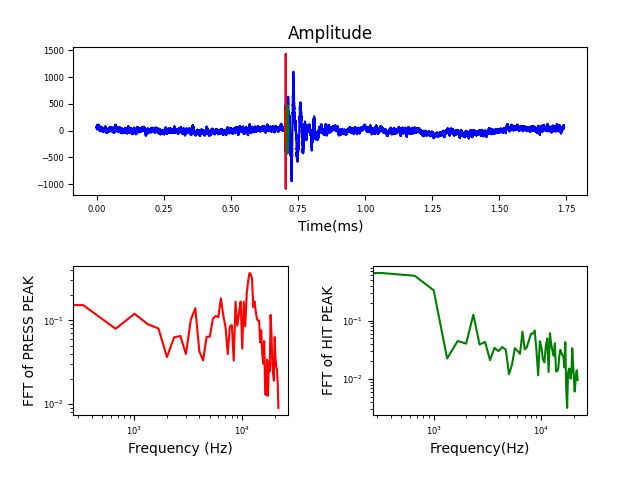 Amplitude
1500
1000
500
0
−500
−1000
0.00 0.25 0.50 0.75 1.00 1.25 1.50 1.75
Time(ms)
FFT of PRESS PEAK
10⁻¹
10⁻²
10³ 10⁴
Frequency (Hz)
FFT of HIT PEAK
10⁻¹
10⁻²
10³ 10⁴
Frequency(Hz)